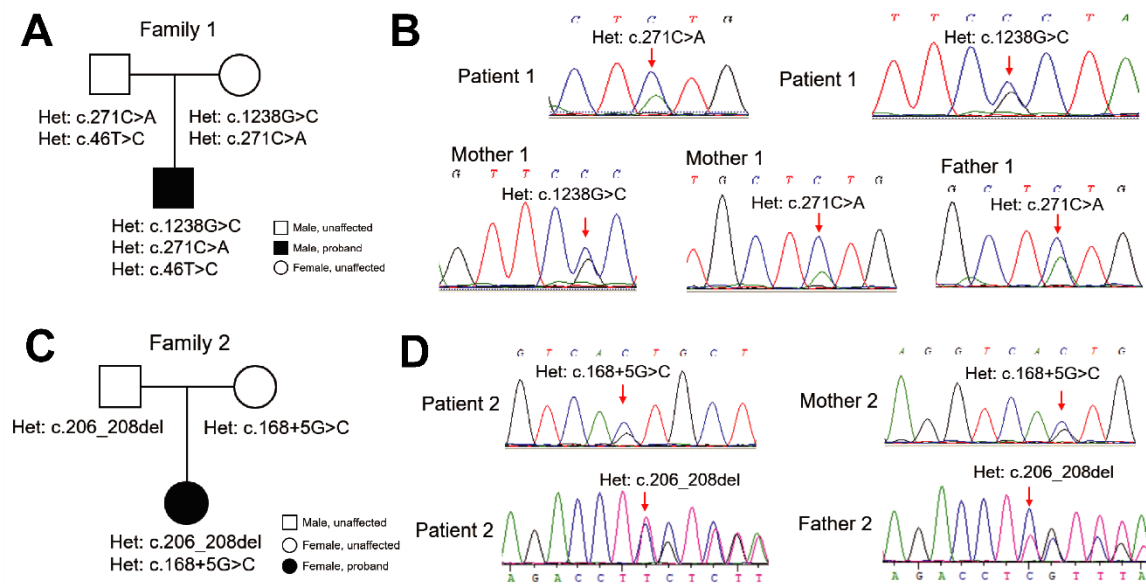 A
Family 1
Het: c.271C>A
Het: c.46T>C
Het: c.1238G>C
Het: c.271C>A
Het: c.1238G>C
Het: c.271C>A
Het: c.46T>C
Male, unaffected
Male, proband
Female, unaffected
B
C T C T G
Het: c.271C>A
Patient 1
T T C C C T A
Het: c.1238G>C
Patient 1
Mother 1
G T T C C C
Het: c.1238G>C
Mother 1
T G C T C T G
Het: c.271C>A
Father 1
G C T C T G
Het: c.271C>A
C
Family 2
Het: c.206_208del
Het: c.168+5G>C
Het: c.206_208del
Het: c.168+5G>C
Male, unaffected
Female, unaffected
Female, proband
D
G T C A C T G C T
Het: c.168+5G>C
Patient 2
A G G T C A C T G
Het: c.168+5G>C
Mother 2
Het: c.206_208del
Patient 2
A G A C C T T C T C T T
Het: c.206_208del
Father 2
A G A C C T C G T T T A